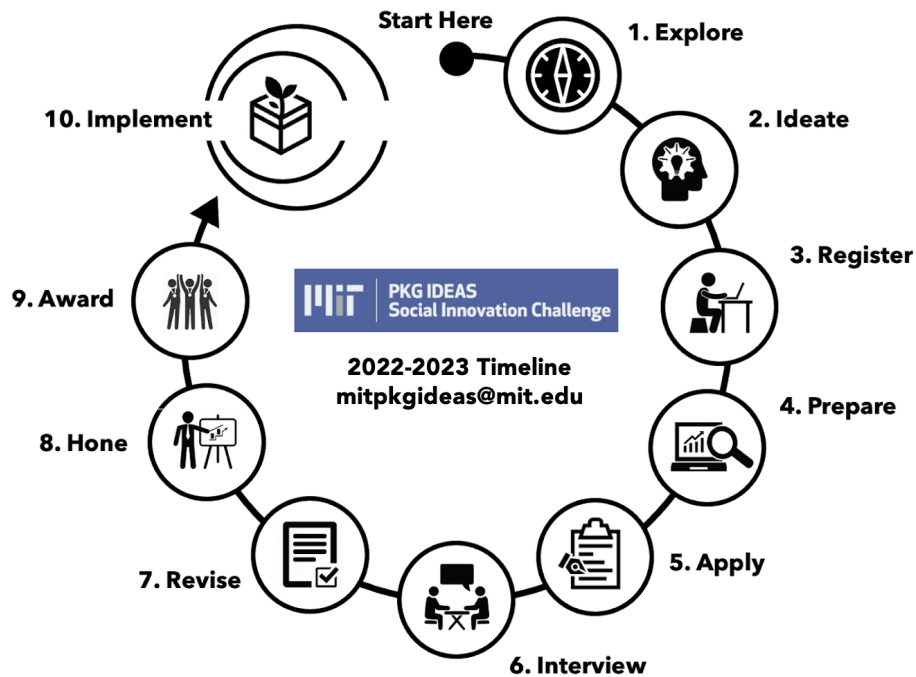 Start Here
1. Explore
2. Ideate
3. Register
4. Prepare
5. Apply
6. Interview
7. Revise
8. Hone
9. Award
10. Implement
MIT
PKG IDEAS
Social Innovation Challenge
2022-2023 Timeline
mitpkgideas@mit.edu